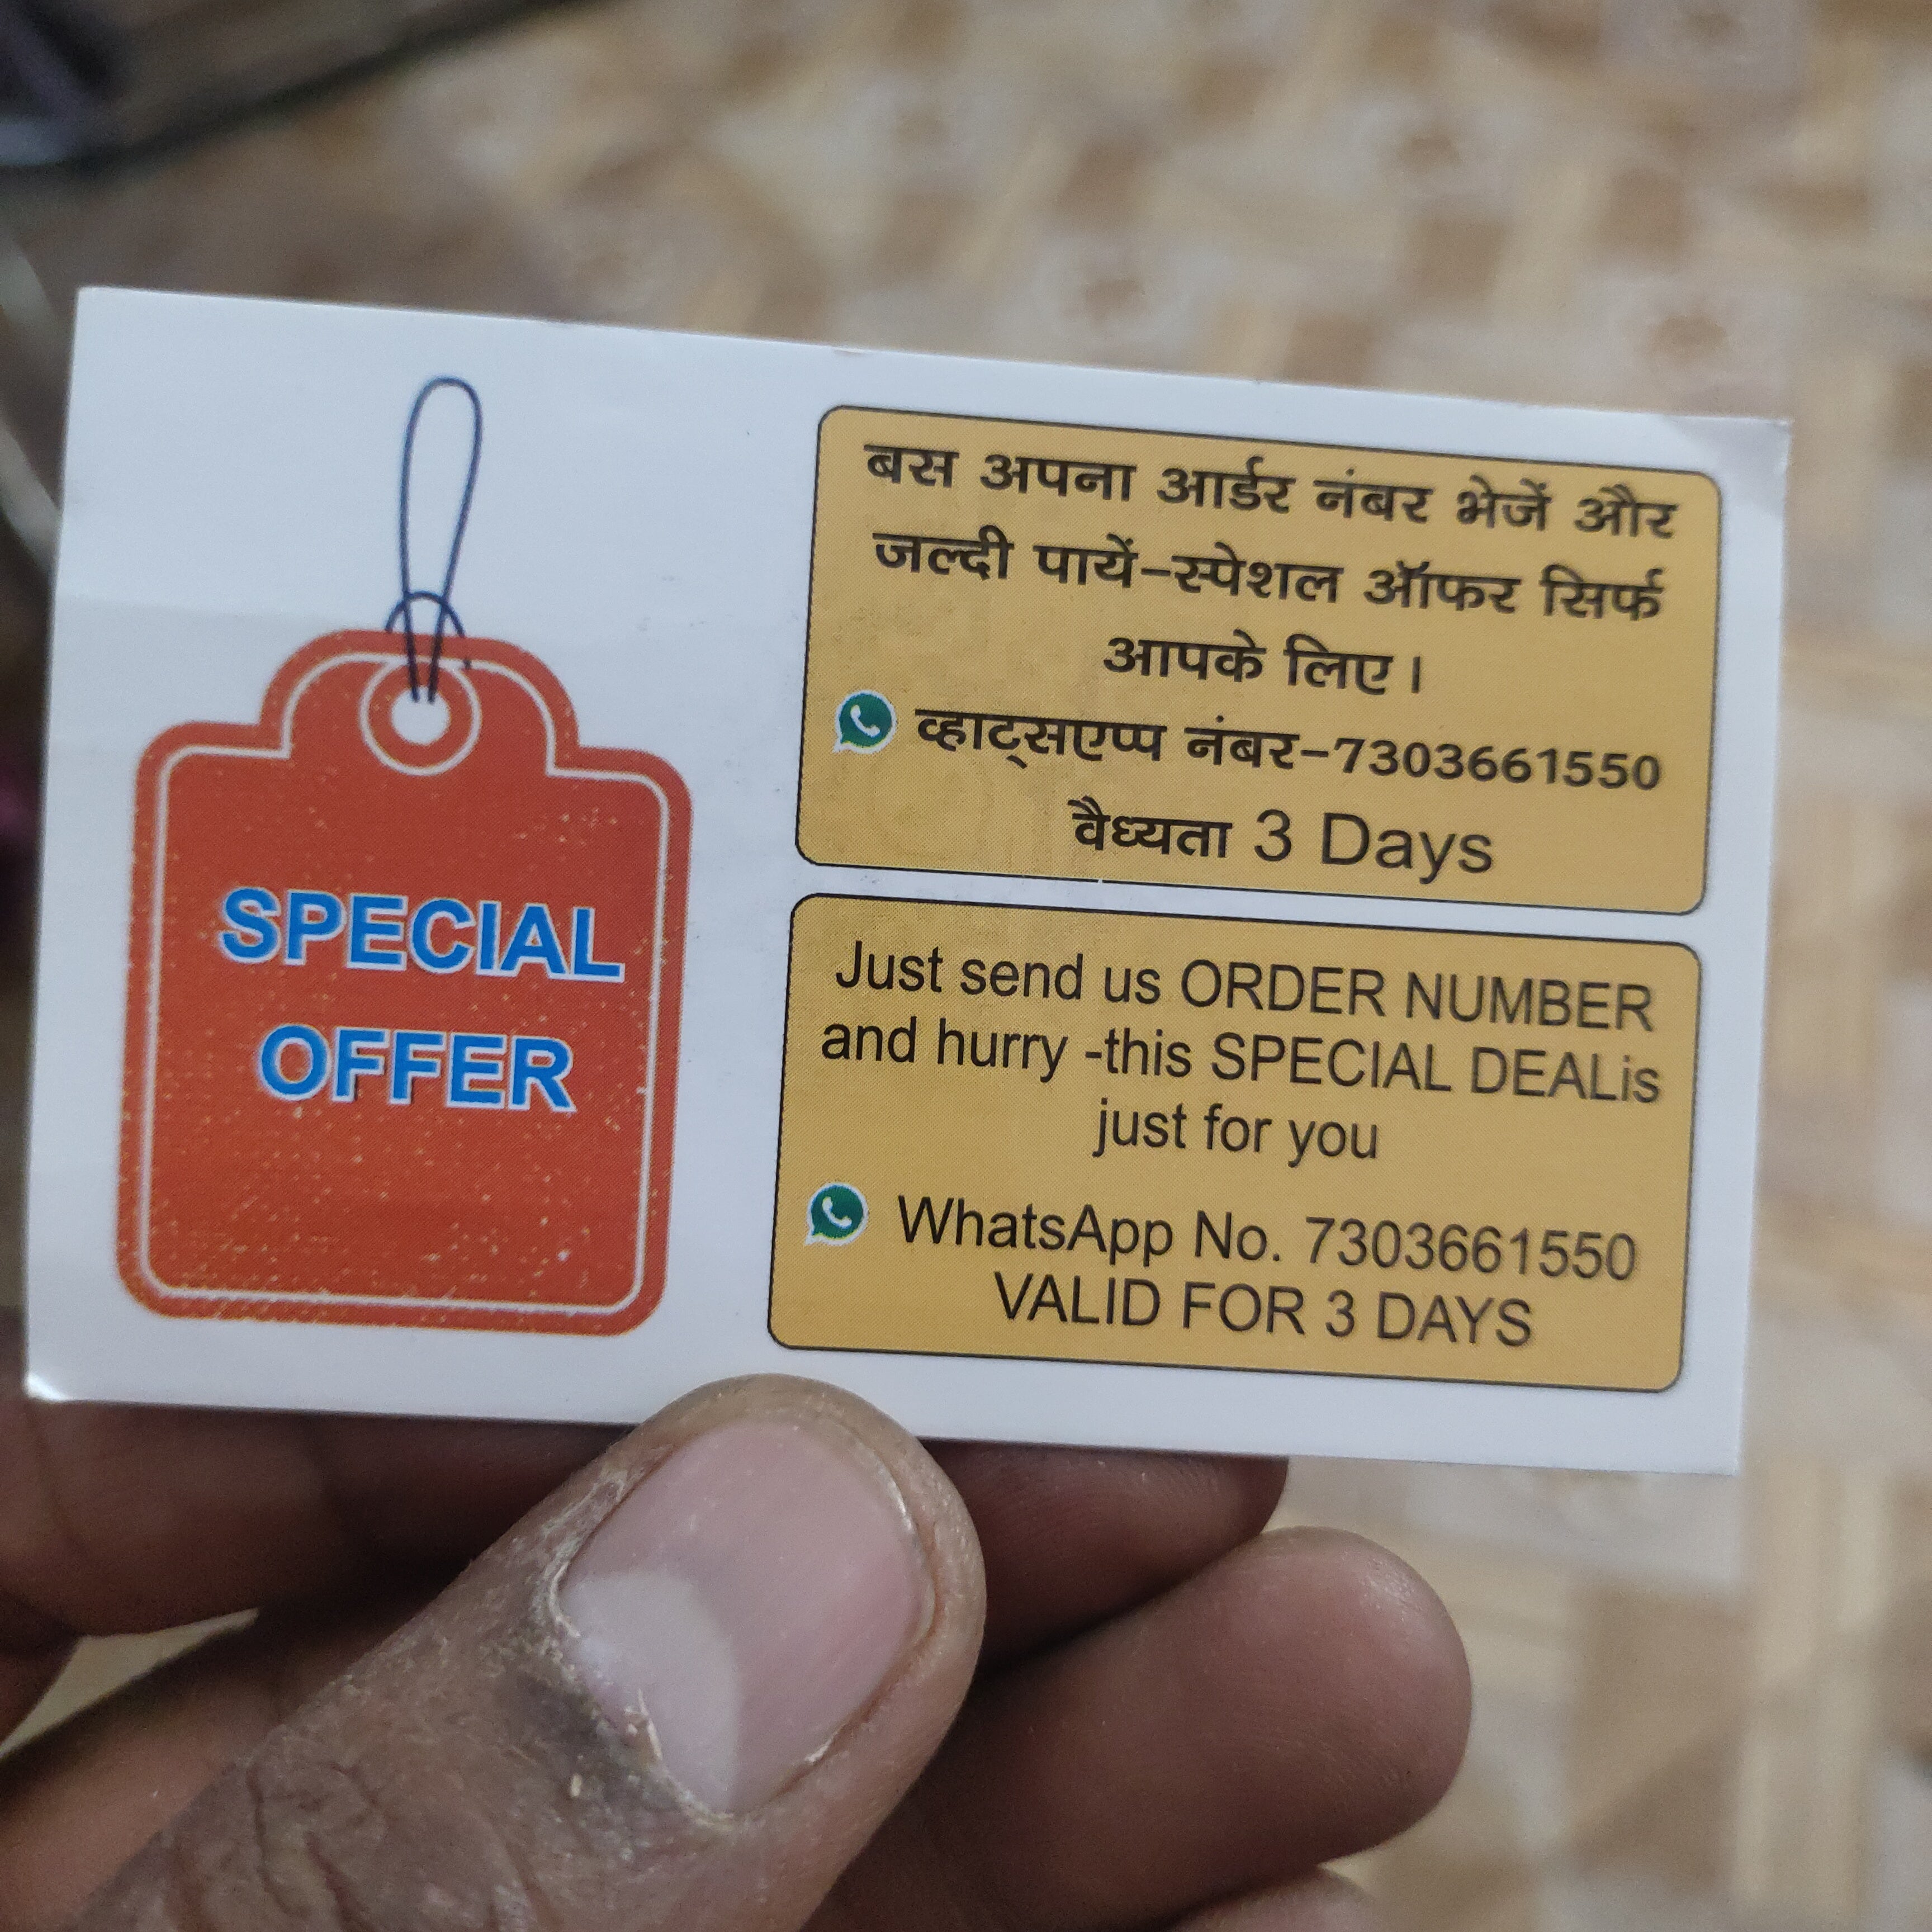 SPECIAL
OFFER
बस अपना आर्डर नंबर भेजें और
जल्दी पायें-स्पेशल ऑफर सिर्फ
आपके लिए।
व्हाट्सएप्प नंबर-7303661550
वैध्यता 3 Days
Just send us ORDER NUMBER
and hurry -this SPECIAL DEALis
just for you
WhatsApp No. 7303661550
VALID FOR 3 DAYS